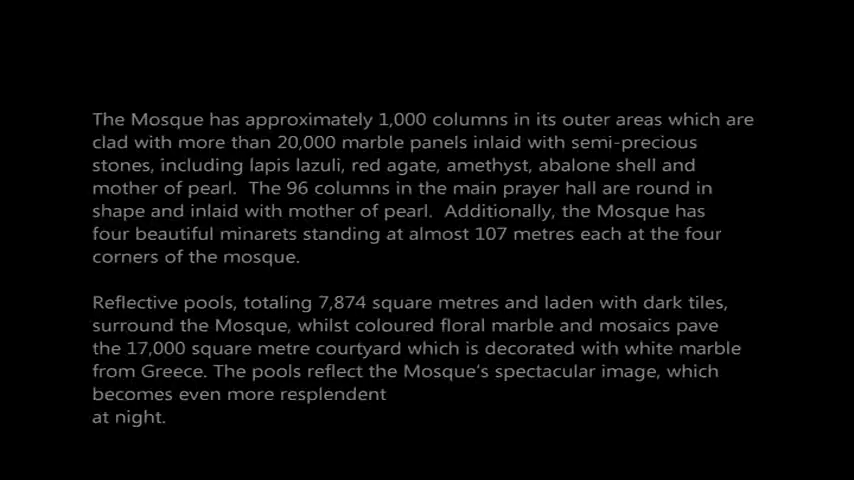 The Mosque has approximately 1,000 columns in its outer areas which are
clad with more than 20,000 marble panels inlaid with semi-precious
stones, including lapis lazuli, red agate, amethyst, abalone shell and
mother of pearl.  The 96 columns in the main prayer hall are round in
shape and inlaid with mother of pearl.  Additionally, the Mosque has
four beautiful minarets standing at almost 107 metres each at the four
corners of the mosque.

Reflective pools, totaling 7,874 square metres and laden with dark tiles,
surround the Mosque, whilst coloured floral marble and mosaics pave
the 17,000 square metre courtyard which is decorated with white marble
from Greece. The pools reflect the Mosque's spectacular image, which
becomes even more resplendent
at night.